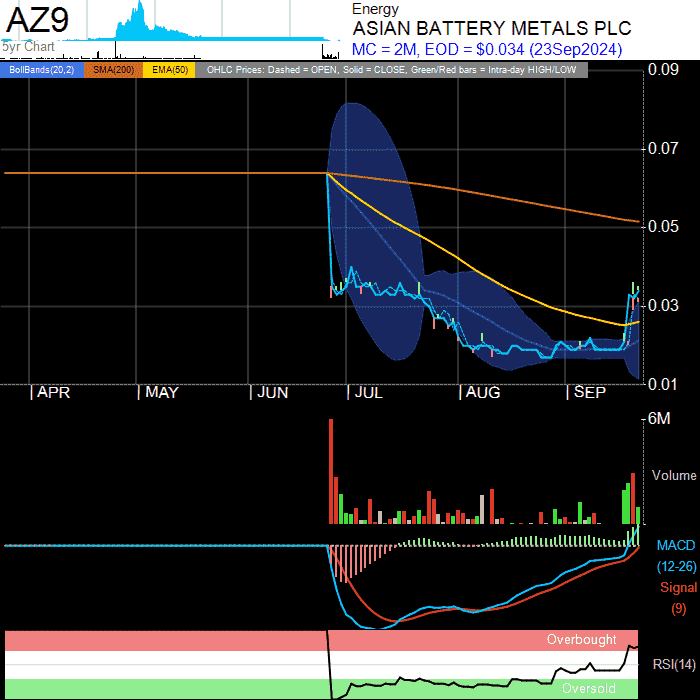 AZ9
5yr Chart
Energy
ASIAN BATTERY METALS PLC
MC = 2M, EOD = $0.034 (23Sep2024)
BollBands(20,2) SMA(200) EMA(50) OHLC Prices: Dashed = OPEN, Solid = CLOSE, Green/Red bars = Intra-day HIGH/LOW
0.09
0.07
0.05
0.03
0.01
APR MAY JUN JUL AUG SEP
6M
Volume
MACD
(12-26)
Signal
(9)
Overbought
RSI(14)
Oversold